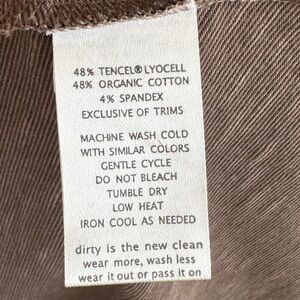 48% TENCEL®LYOCELL
48% ORGANIC COTTON
4% SPANDEX
EXCLUSIVE OF TRIMS
MACHINE WASH COLD
WITH SIMILAR COLORS
GENTLE CYCLE
DO NOT BLEACH
TUMBLE DRY
LOW HEAT
IRON COOL AS NEEDED
dirty is the new clean
wear more, wash less
wear it out or pass it on